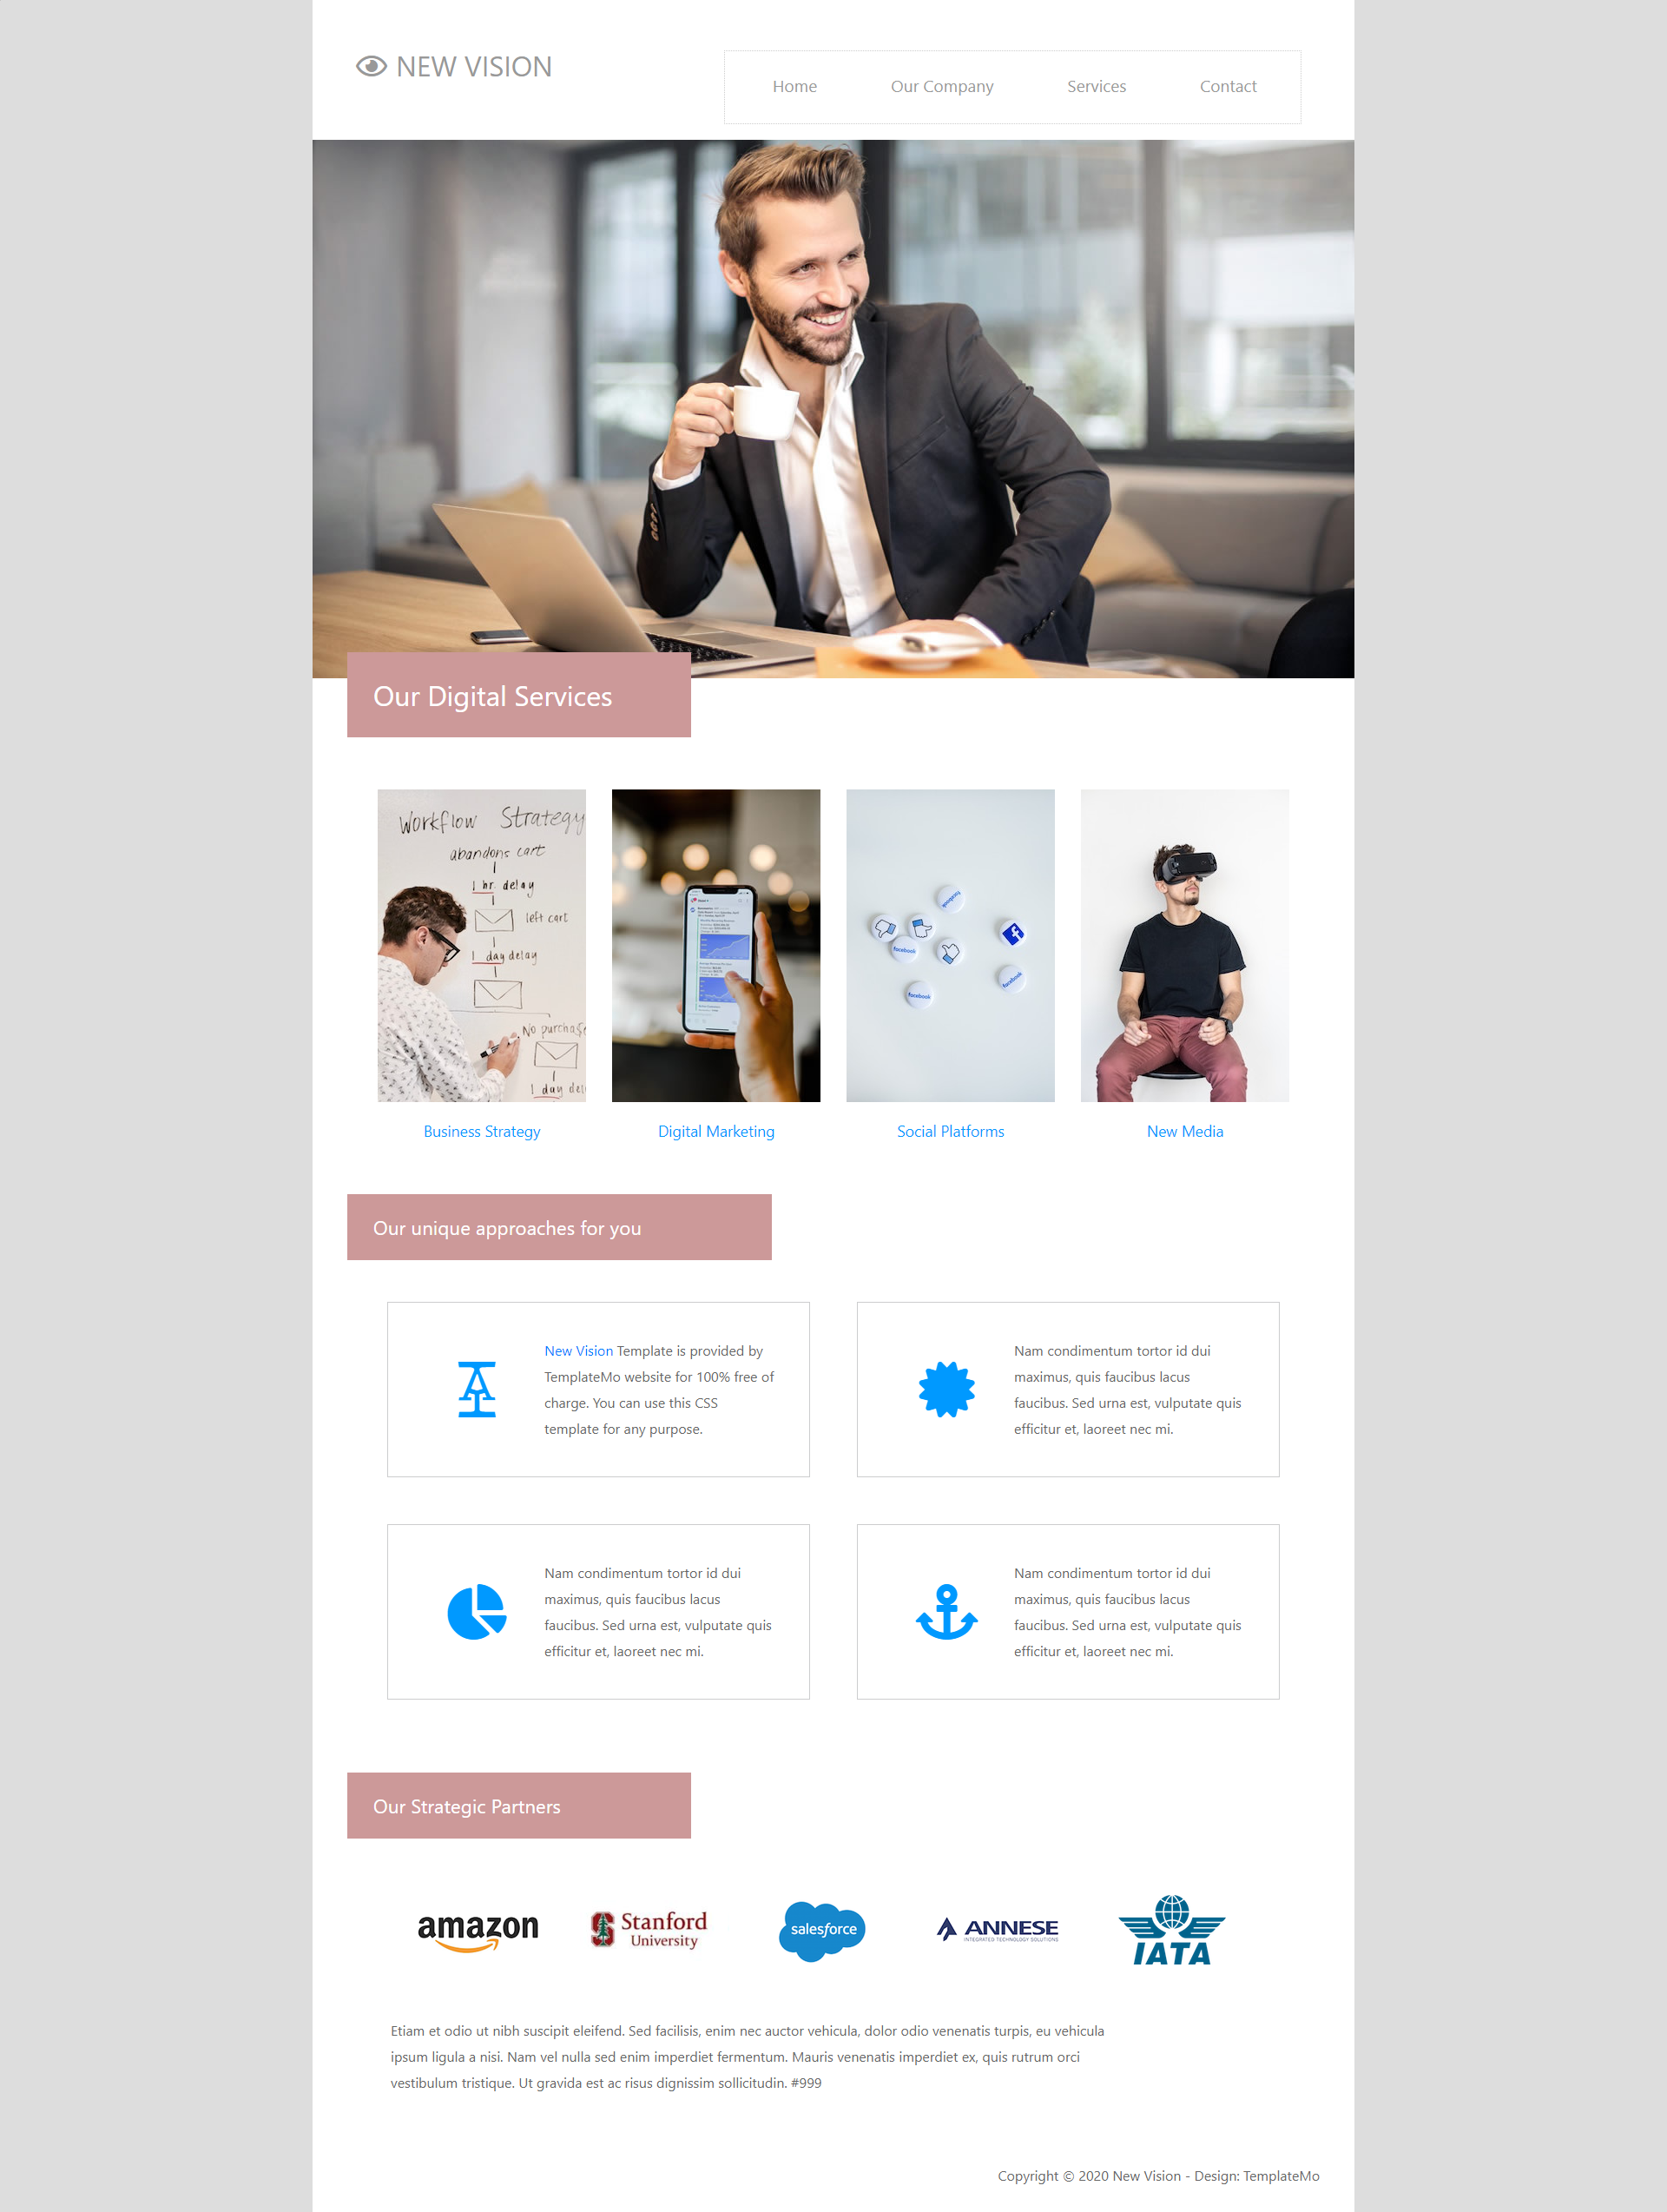 NEW VISION
Home Our Company Services Contact
Our Digital Services
Workflow Strategy
abandons cart
1 hr. delay
left cart
1 day delay
No purchase
1 day del
facebook
facebook
facebook
facebook
Business Strategy Digital Marketing Social Platforms New Media
Our unique approaches for you
New Vision Template is provided by
TemplateMo website for 100% free of
charge. You can use this CSS
template for any purpose.
Nam condimentum tortor id dui
maximus, quis faucibus lacus
faucibus. Sed urna est, vulputate quis
efficitur et, laoreet nec mi.
Nam condimentum tortor id dui
maximus, quis faucibus lacus
faucibus. Sed urna est, vulputate quis
efficitur et, laoreet nec mi.
Nam condimentum tortor id dui
maximus, quis faucibus lacus
faucibus. Sed urna est, vulputate quis
efficitur et, laoreet nec mi.
Our Strategic Partners
amazon
Stanford
University
salesforce
ANNESE
INTEGRATED TECHNOLOGY SOLUTIONS
IATA
Etiam et odio ut nibh suscipit eleifend. Sed facilisis, enim nec auctor vehicula, dolor odio venenatis turpis, eu vehicula
ipsum ligula a nisi. Nam vel nulla sed enim imperdiet fermentum. Mauris venenatis imperdiet ex, quis rutrum orci
vestibulum tristique. Ut gravida est ac risus dignissim sollicitudin. #999
Copyright © 2020 New Vision - Design: TemplateMo